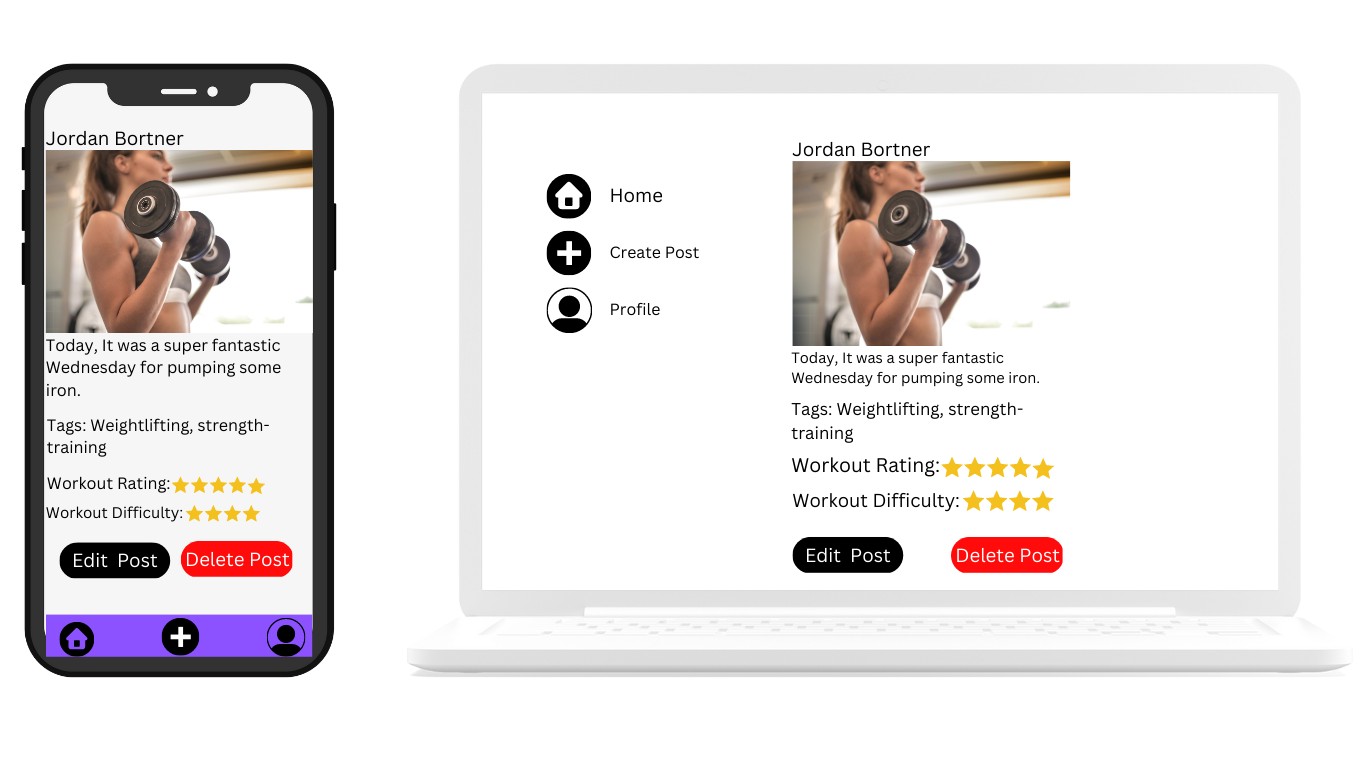 Jordan Bortner
Today, It was a super fantastic
Wednesday for pumping some
iron.
Tags: Weightlifting, strength-
training
Workout Rating:
Workout Difficulty:
Edit  Post
Delete Post
Home
Create Post
Profile
Jordan Bortner
Today, It was a super fantastic
Wednesday for pumping some iron.
Tags: Weightlifting, strength-
training
Workout Rating:
Workout Difficulty:
Edit  Post
Delete Post